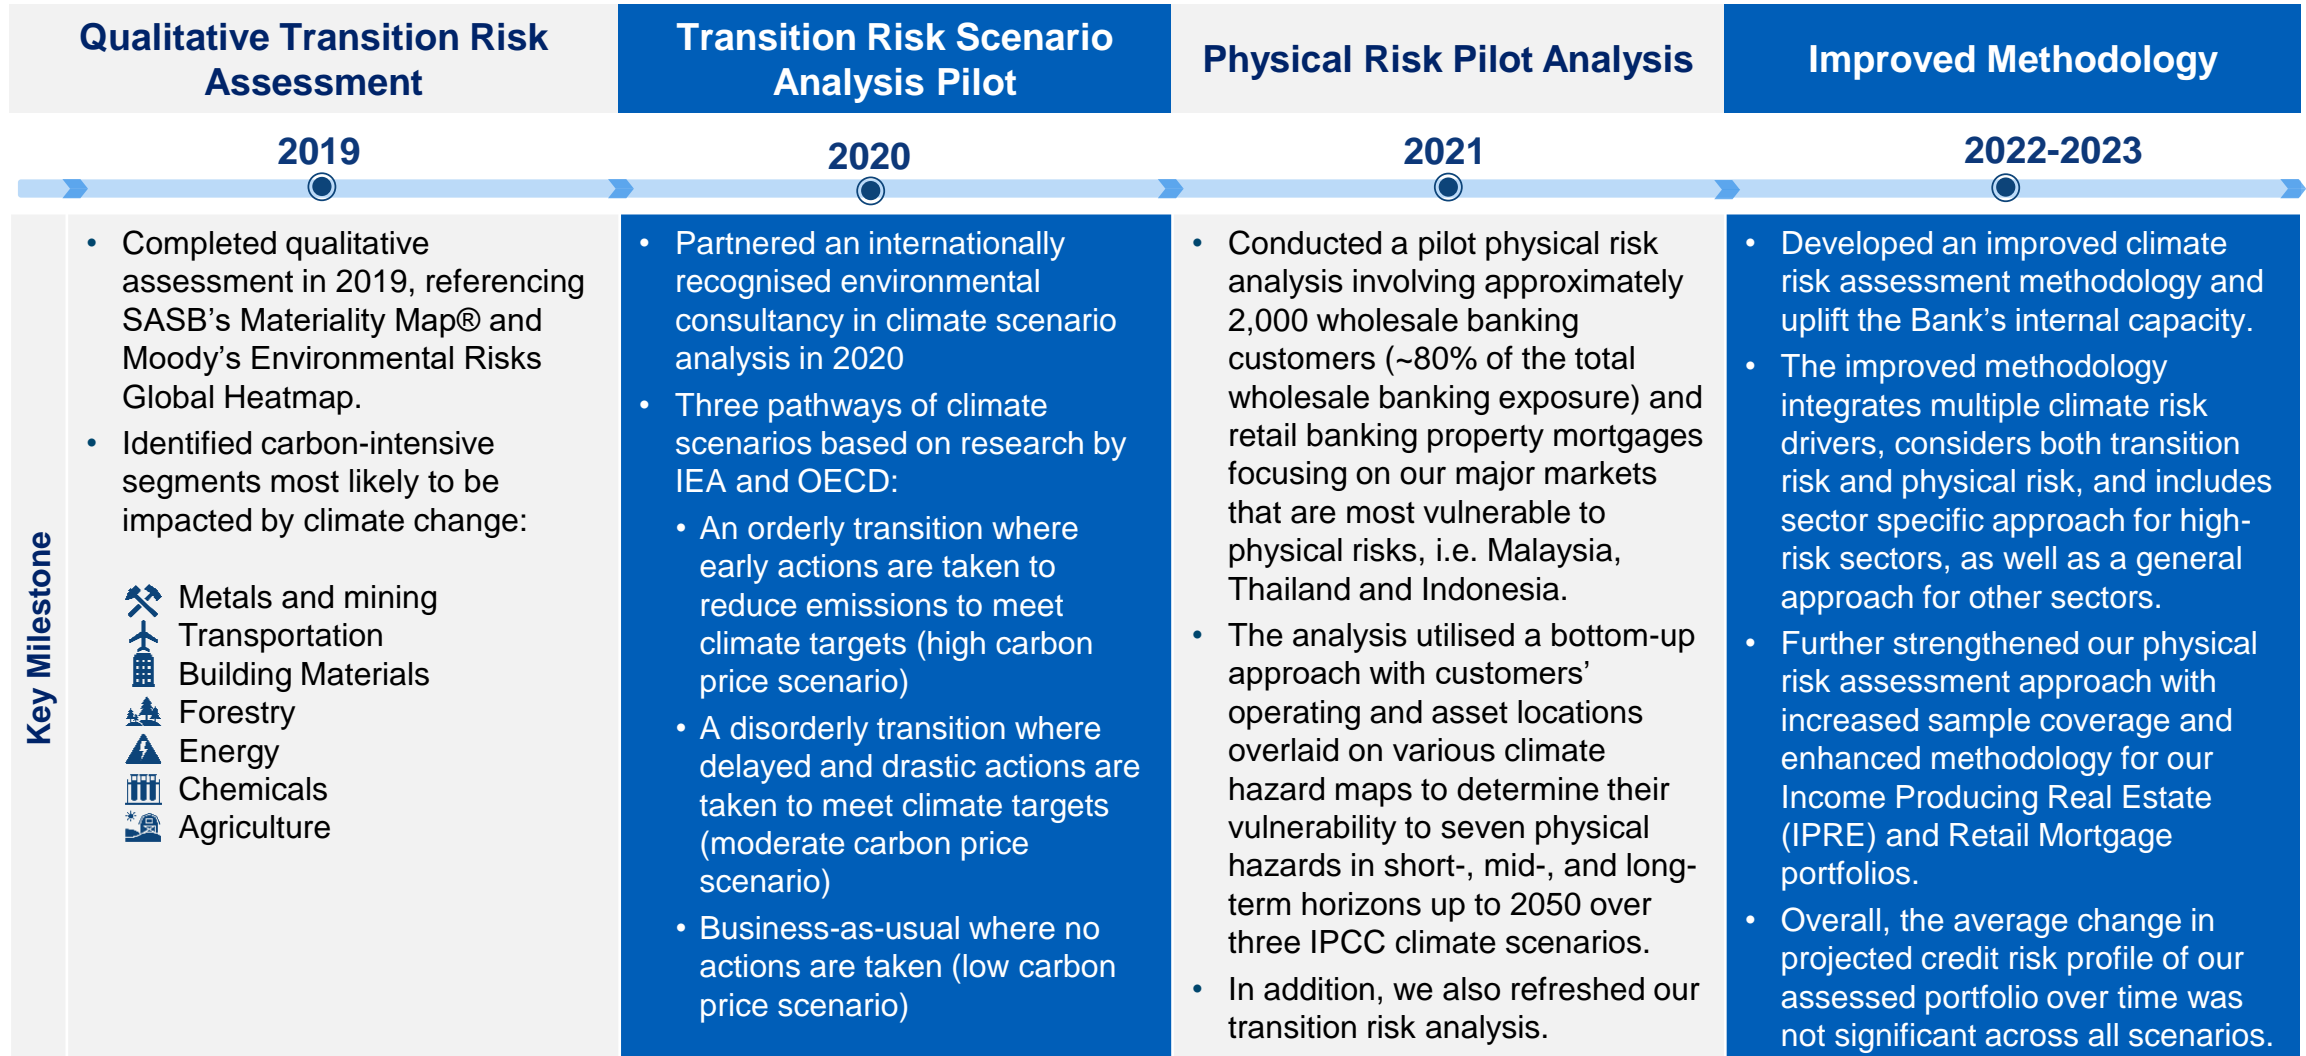 Qualitative Transition Risk
Assessment
Transition Risk Scenario
Analysis Pilot
Physical Risk Pilot Analysis
Improved Methodology
2019
2020
2021
2022-2023
Key Milestone
• Completed qualitative
assessment in 2019, referencing
SASB’s Materiality Map® and
Moody’s Environmental Risks
Global Heatmap.
• Identified carbon-intensive
segments most likely to be
impacted by climate change:
Metals and mining
Transportation
Building Materials
Forestry
Energy
Chemicals
Agriculture
• Partnered an internationally
recognised environmental
consultancy in climate scenario
analysis in 2020
• Three pathways of climate
scenarios based on research by
IEA and OECD:
• An orderly transition where
early actions are taken to
reduce emissions to meet
climate targets (high carbon
price scenario)
• A disorderly transition where
delayed and drastic actions are
taken to meet climate targets
(moderate carbon price
scenario)
• Business-as-usual where no
actions are taken (low carbon
price scenario)
• Conducted a pilot physical risk
analysis involving approximately
2,000 wholesale banking
customers (~80% of the total
wholesale banking exposure) and
retail banking property mortgages
focusing on our major markets
that are most vulnerable to
physical risks, i.e. Malaysia,
Thailand and Indonesia.
• The analysis utilised a bottom-up
approach with customers’
operating and asset locations
overlaid on various climate
hazard maps to determine their
vulnerability to seven physical
hazards in short-, mid-, and long-
term horizons up to 2050 over
three IPCC climate scenarios.
• In addition, we also refreshed our
transition risk analysis.
• Developed an improved climate
risk assessment methodology and
uplift the Bank’s internal capacity.
• The improved methodology
integrates multiple climate risk
drivers, considers both transition
risk and physical risk, and includes
sector specific approach for high-
risk sectors, as well as a general
approach for other sectors.
• Further strengthened our physical
risk assessment approach with
increased sample coverage and
enhanced methodology for our
Income Producing Real Estate
(IPRE) and Retail Mortgage
portfolios.
• Overall, the average change in
projected credit risk profile of our
assessed portfolio over time was
not significant across all scenarios.